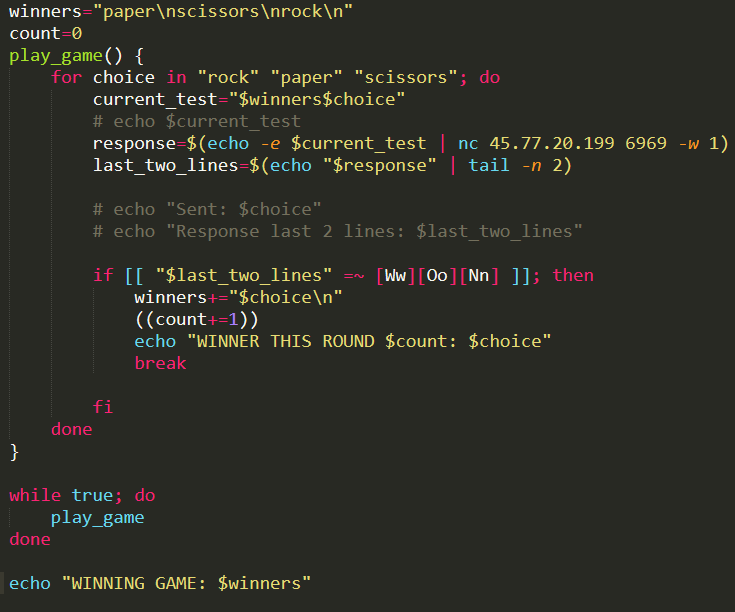 winners="paper\nscissors\nrock\n"
count=0
play_game() {
    for choice in "rock" "paper" "scissors"; do
        current_test="$winners$choice"
        # echo $current_test
        response=$(echo -e $current_test | nc 45.77.20.199 6969 -w 1)
        last_two_lines=$(echo "$response" | tail -n 2)

        # echo "Sent: $choice"
        # echo "Response last 2 lines: $last_two_lines"

        if [[ "$last_two_lines" =~ [Ww][Oo][Nn] ]]; then
            winners+="$choice\n"
            ((count+=1))
            echo "WINNER THIS ROUND $count: $choice"
            break

        fi
    done
}

while true; do
    play_game
done

echo "WINNING GAME: $winners"